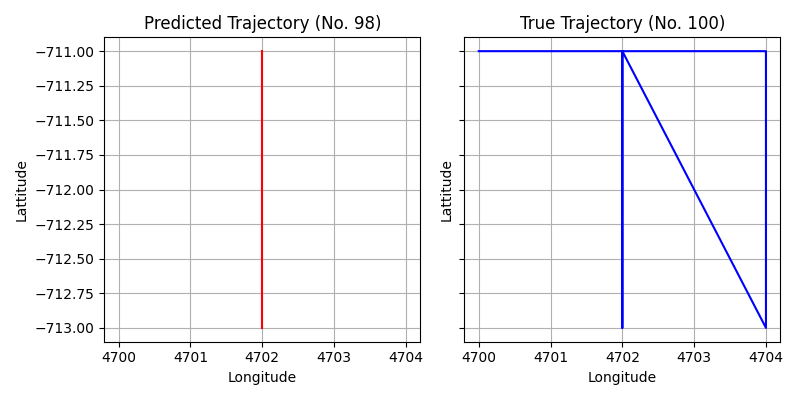 Predicted Trajectory (No. 98)
True Trajectory (No. 100)
−711.00
−711.25
−711.50
−711.75
−712.00
−712.25
−712.50
−712.75
−713.00
Lattitude
Lattitude
4700 4701 4702 4703 4704
4700 4701 4702 4703 4704
Longitude
Longitude